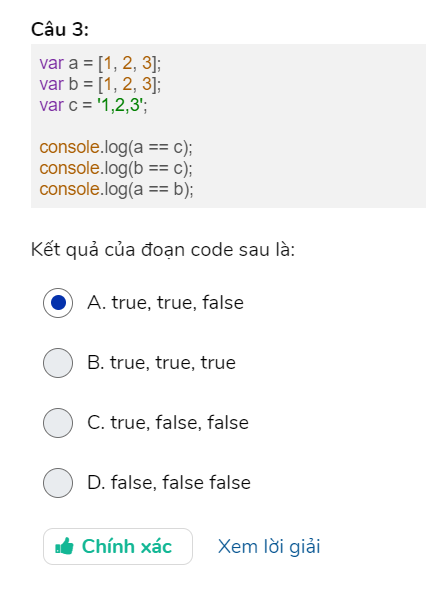 Câu 3:
var a = [1, 2, 3];
var b = [1, 2, 3];
var c = '1,2,3';
console.log(a == c);
console.log(b == c);
console.log(a == b);
Kết quả của đoạn code sau là:
A. true, true, false
B. true, true, true
C. true, false, false
D. false, false false
Chính xác Xem lời giải